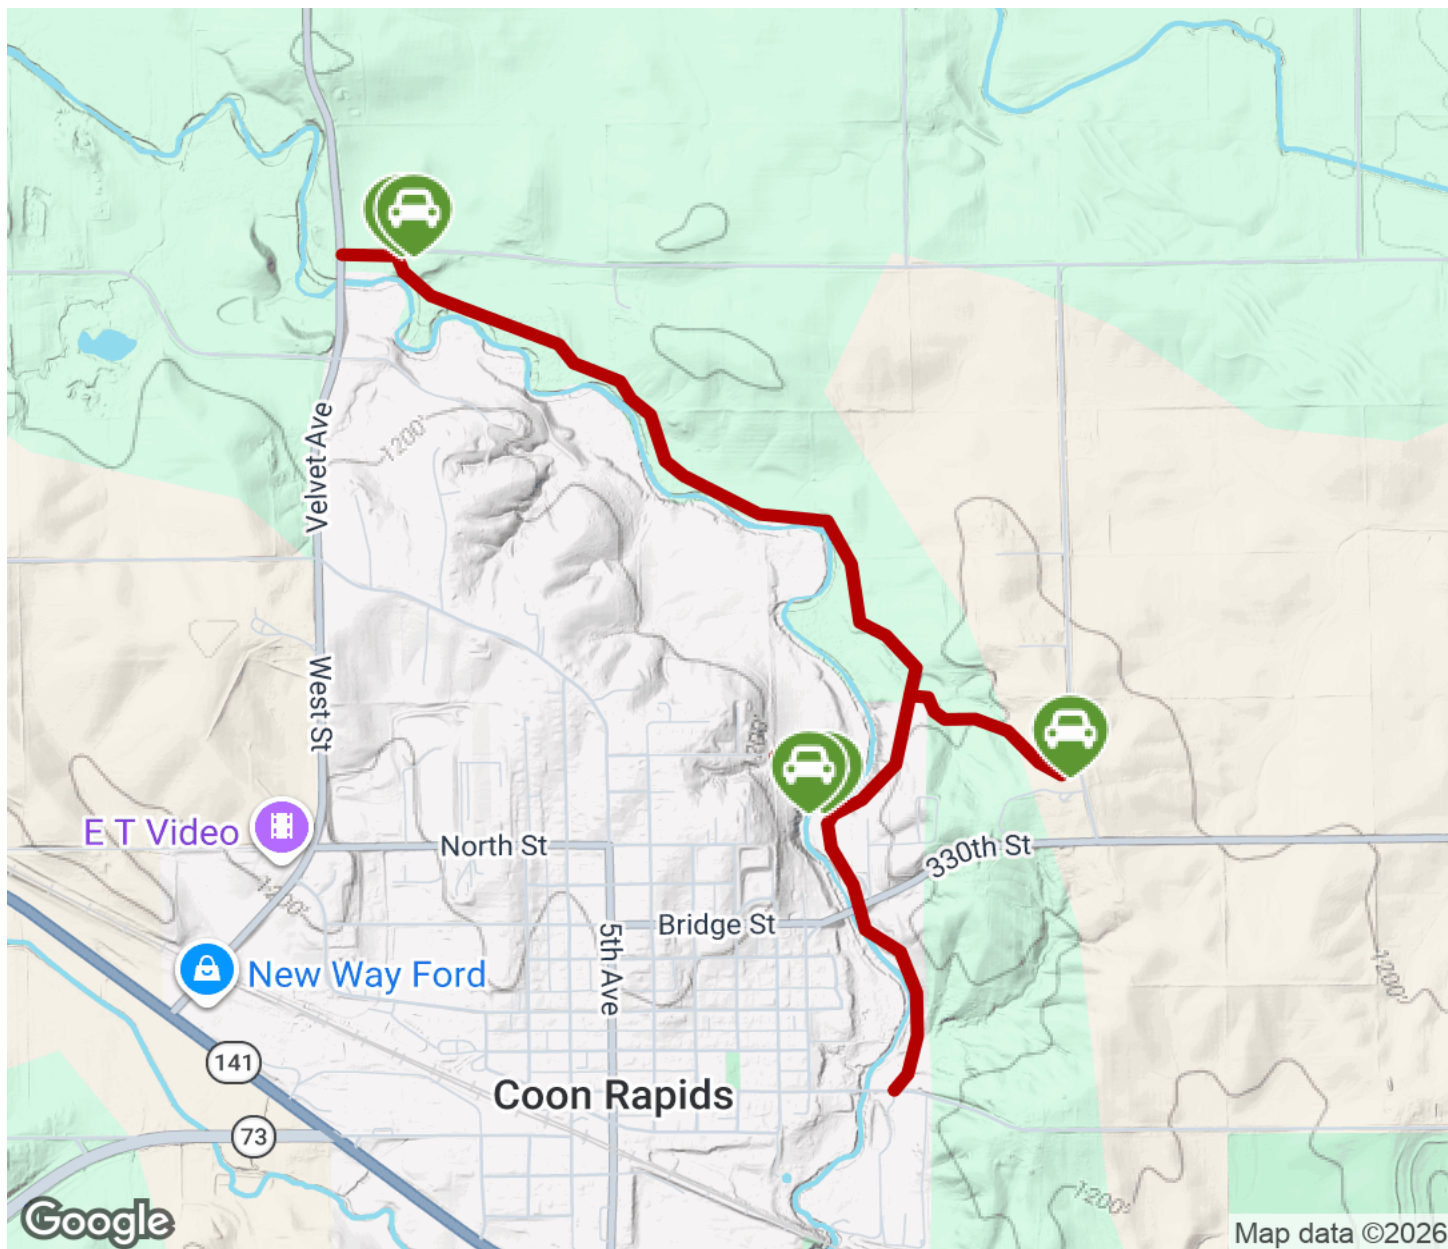 1200'
Velvet Ave
West St
1200'
E T Video
North St
330th St
1200'
Bridge St
5th Ave
New Way Ford
1200'
141
Coon Rapids
73
1200'
Google
Map data ©2026